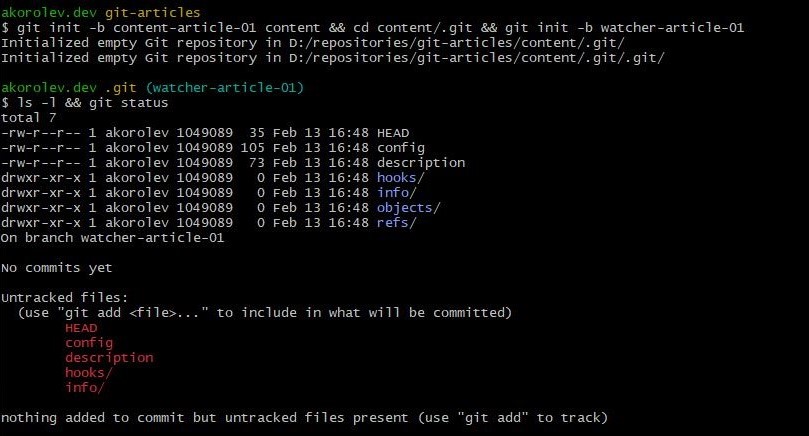 akorolev.dev git-articles
$ git init -b content-article-01 content && cd content/.git && git init -b watcher-article-01
Initialized empty Git repository in D:/repositories/git-articles/content/.git/
Initialized empty Git repository in D:/repositories/git-articles/content/.git/.git/
akorolev.dev .git (watcher-article-01)
$ ls -l && git status
total 7
-rw-r--r-- 1 akorolev 1049089  35 Feb 13 16:48 HEAD
-rw-r--r-- 1 akorolev 1049089 105 Feb 13 16:48 config
-rw-r--r-- 1 akorolev 1049089  73 Feb 13 16:48 description
drwxr-xr-x 1 akorolev 1049089   0 Feb 13 16:48 hooks/
drwxr-xr-x 1 akorolev 1049089   0 Feb 13 16:48 info/
drwxr-xr-x 1 akorolev 1049089   0 Feb 13 16:48 objects/
drwxr-xr-x 1 akorolev 1049089   0 Feb 13 16:48 refs/
On branch watcher-article-01
No commits yet
Untracked files:
  (use "git add <file>..." to include in what will be committed)
        HEAD
        config
        description
        hooks/
        info/
nothing added to commit but untracked files present (use "git add" to track)